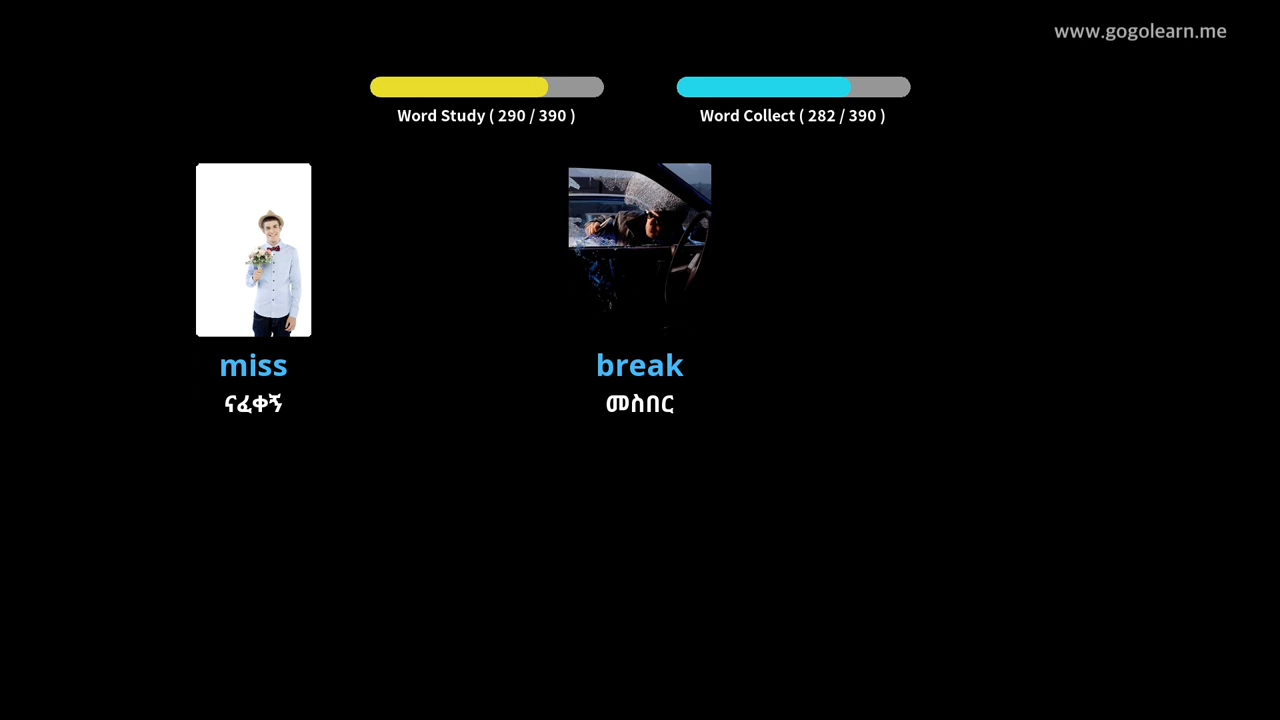 www.gogolearn.me
Word Study ( 290 / 390 )
Word Collect ( 282 / 390 )
miss
break
ናፈቀኝ
መስበር